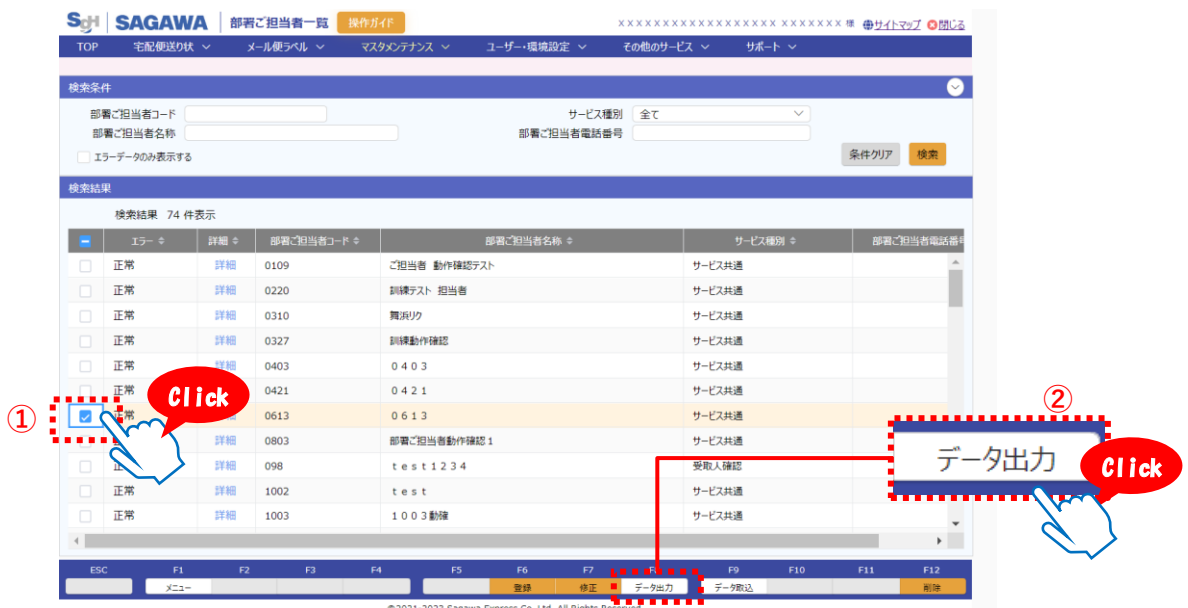 SGH SAGAWA 部署ご担当者一覧 操作ガイド ×××××××××××××××××× ××××××× 様 サイトマップ 閉じる
TOP 宅配便送り状 メール便ラベル マスタメンテナンス ユーザー・環境設定 その他のサービス サポート
検索条件
部署ご担当者コード サービス種別 全て
部署ご担当者名称 部署ご担当者電話番号
エラーデータのみ表示する 条件クリア 検索
検索結果
検索結果 74 件表示
エラー 詳細 部署ご担当者コード 部署ご担当者名称 サービス種別 部署ご担当者電話番号
正常 詳細 0109 ご担当者 動作確認テスト サービス共通
正常 詳細 0220 訓練テスト 担当者 サービス共通
正常 詳細 0310 舞浜リク サービス共通
正常 詳細 0327 訓練動作確認 サービス共通
正常 詳細 0403 ０４０３ サービス共通
正常 0421 ０４２１ サービス共通
Click
② 
① 正常 0613 ０６１３ サービス共通
詳細 0803 部署ご担当者動作確認１ サービス共通
データ出力 Click
詳細 098 ｔｅｓｔ１２３４ 受取人確認
正常 詳細 1002 ｔｅｓｔ サービス共通
正常 詳細 1003 １００３動確 サービス共通
ESC F1 F2 F3 F4 F5 F6 F7 F9 F10 F11 F12
メニュー 登録 修正 データ出力 データ取込 削除
©2021-2022 Sagawa Express Co.,Ltd. All Rights Reserved.